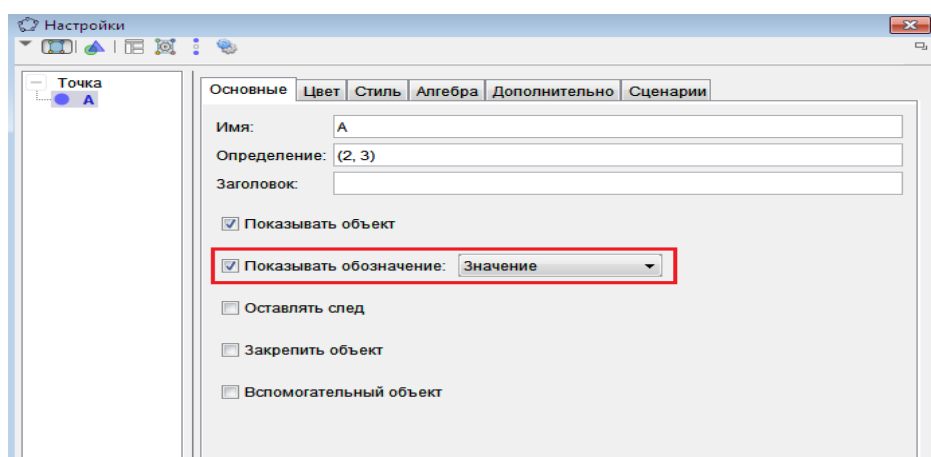 Настройки
Точка
A
Основные Цвет Стиль Алгебра Дополнительно Сценарии
Имя: A
Определение: (2, 3)
Заголовок:
Показывать объект
Показывать обозначение: Значение
Оставлять след
Закрепить объект
Вспомогательный объект